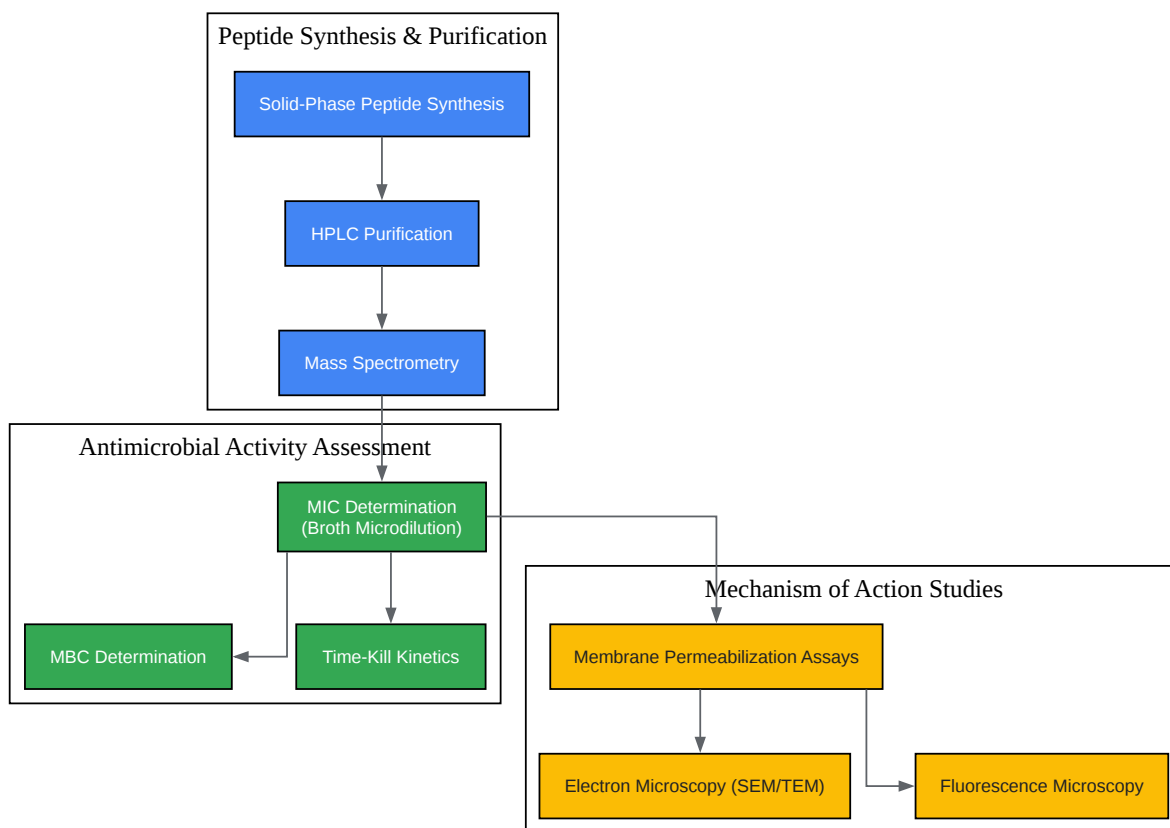 Peptide Synthesis & Purification
Solid-Phase Peptide Synthesis
HPLC Purification
Mass Spectrometry
Antimicrobial Activity Assessment
MIC Determination
(Broth Microdilution)
MBC Determination
Time-Kill Kinetics
Mechanism of Action Studies
Membrane Permeabilization Assays
Electron Microscopy (SEM/TEM)
Fluorescence Microscopy